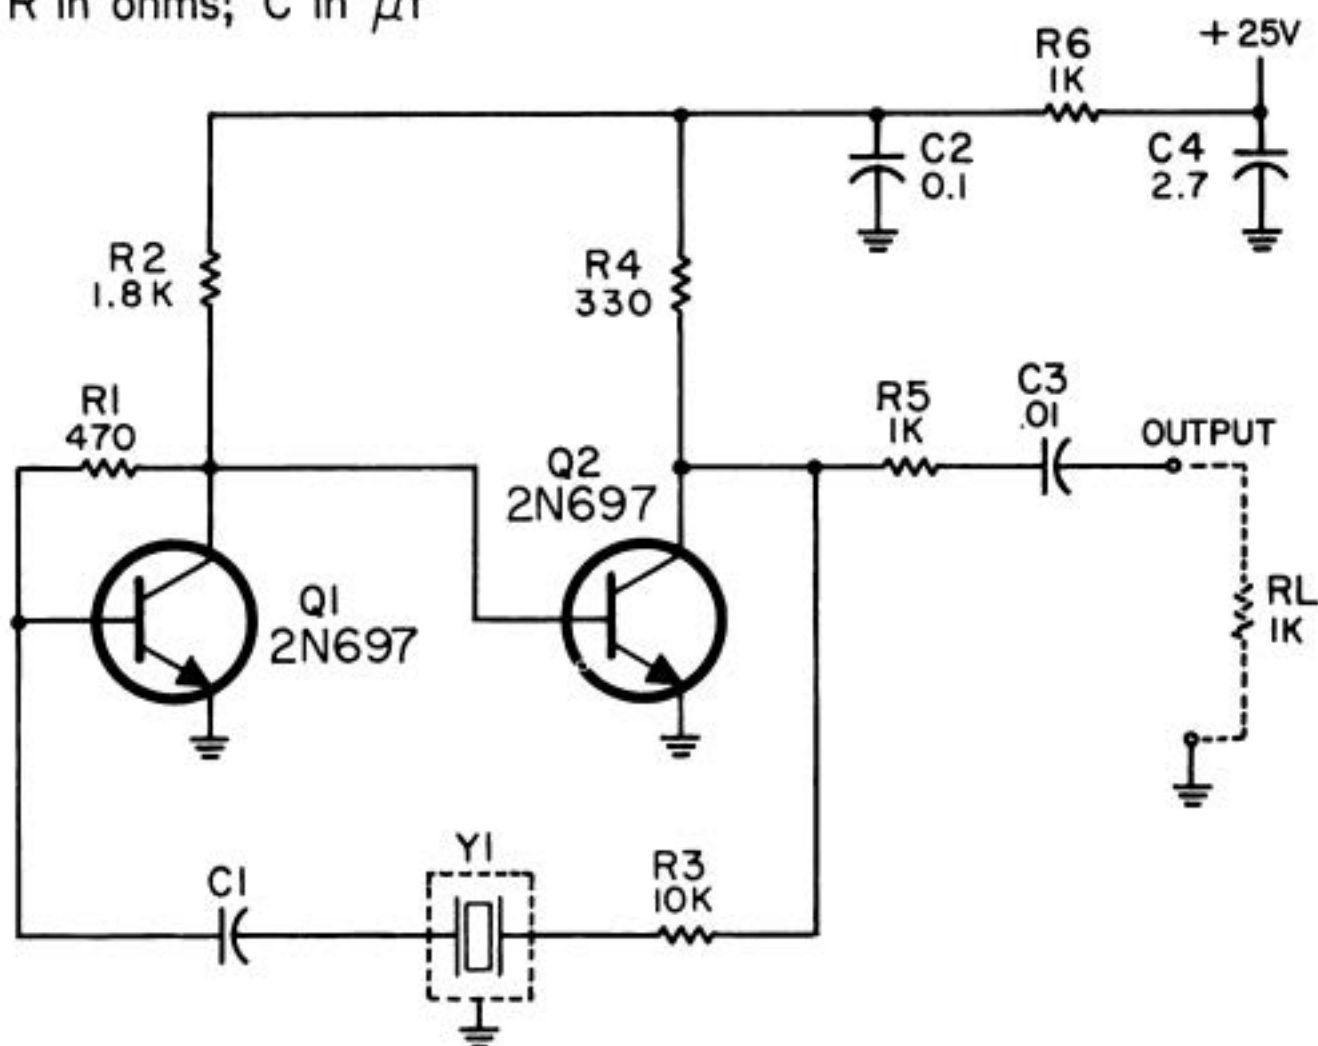 R in ohms; C in μf
+25V
R6
1K
C2
0.1
C4
2.7
R2
1.8K
R4
330
R1
470
C3
.01
R5
1K
OUTPUT
Q2
2N697
Q1
2N697
RL
1K
Y1
C1
R3
10K